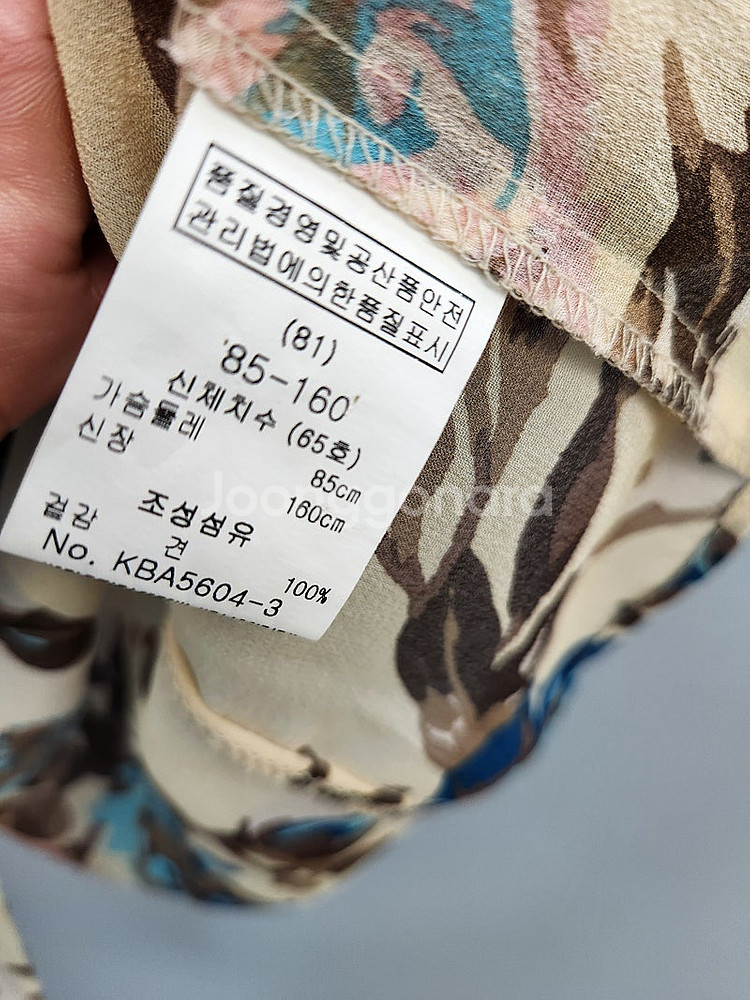 품질경영및공산품안전
관리법에의한품질표시
(81)
'85-160'
신체치수 (65호)
가슴둘레 85cm
신장 160cm
조성섬유
겉감 견 100%
No. KBA5604-3
Joonggonara